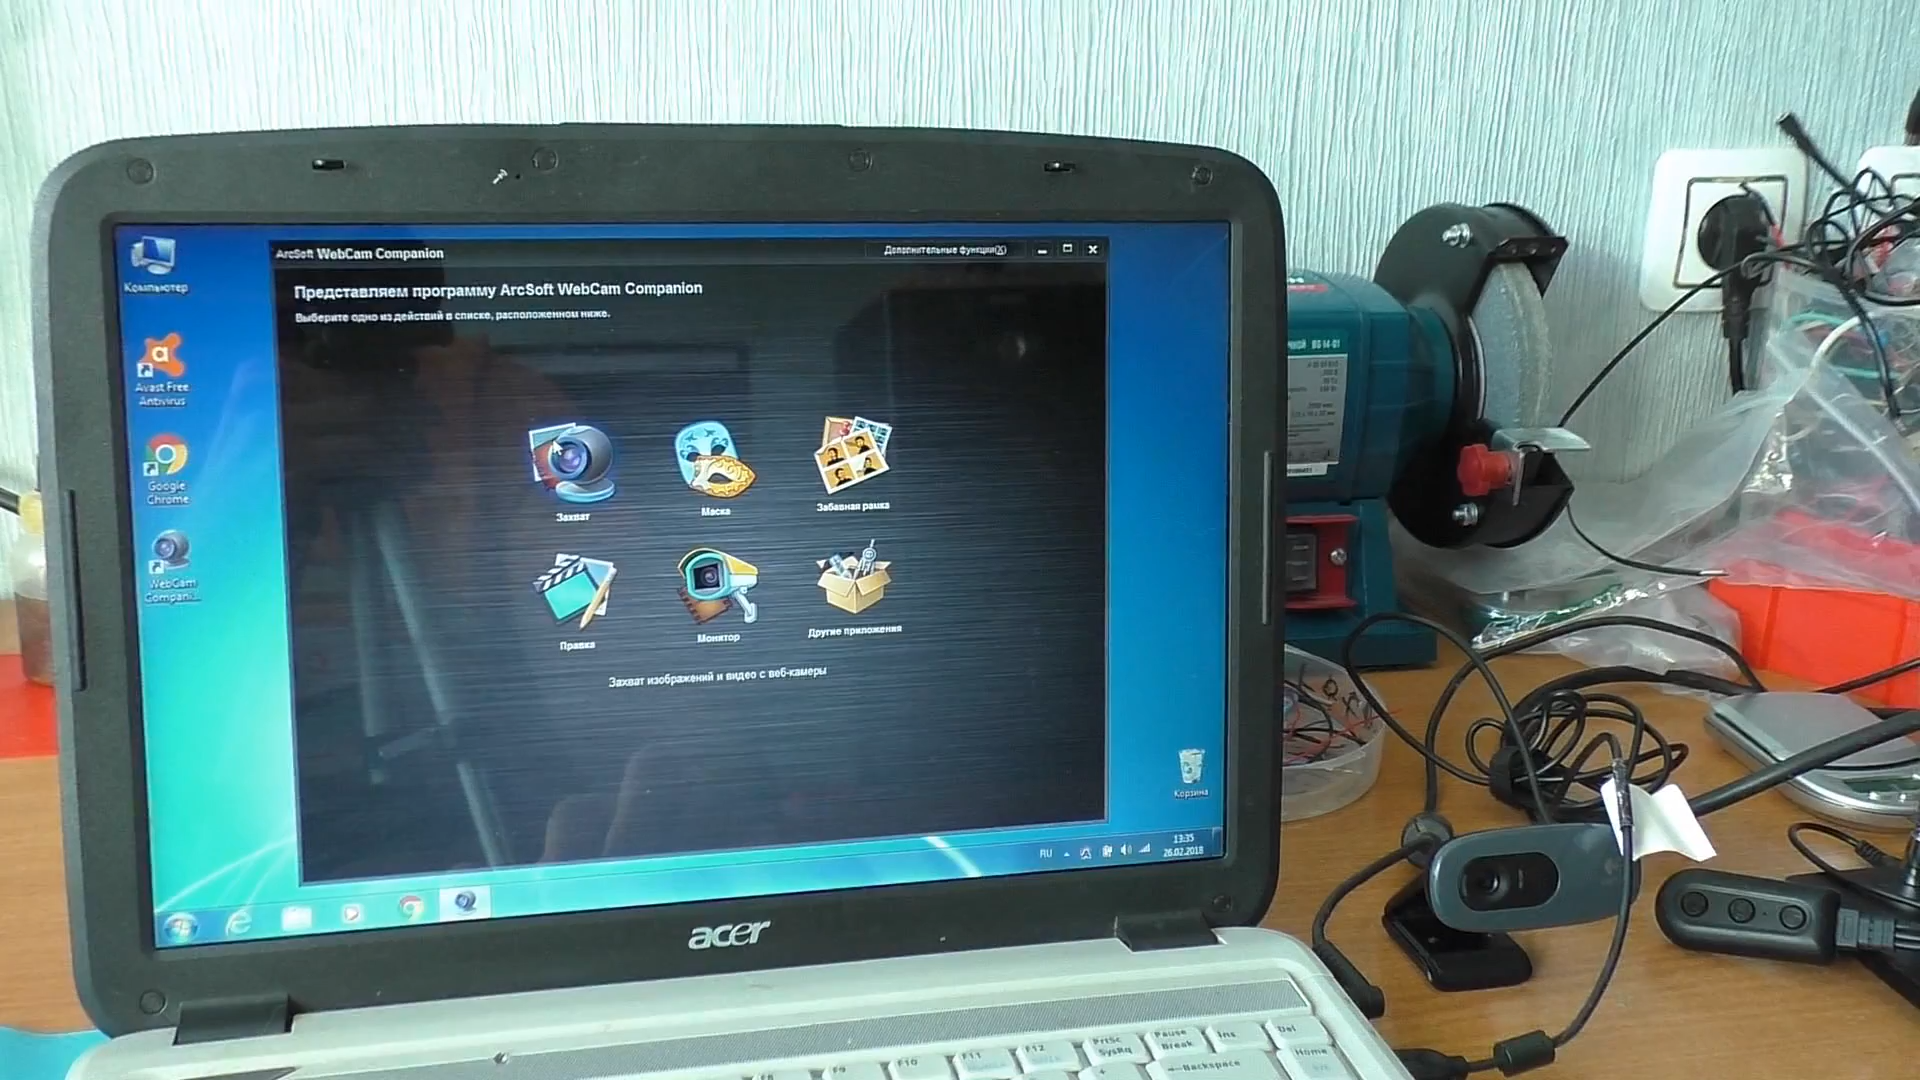 ArcSoft WebCam Companion
Дополнительные функции(X)
Представляем программу ArcSoft WebCam Companion
Выберите одно из действий в списке, расположенном ниже.
Компьютер
Avast Free
Antivirus
Google
Chrome
WebCam
Compani...
Захват
Маска
Забавная рамка
Правка
Монитор
Другие приложения
Захват изображений и видео с веб-камеры
Корзина
RU
13:35
26.02.2018
acer
F8
F9
F10
F11
F12
PrtSc
SysRq
Pause
Break
Ins
Del
Backspace
Home